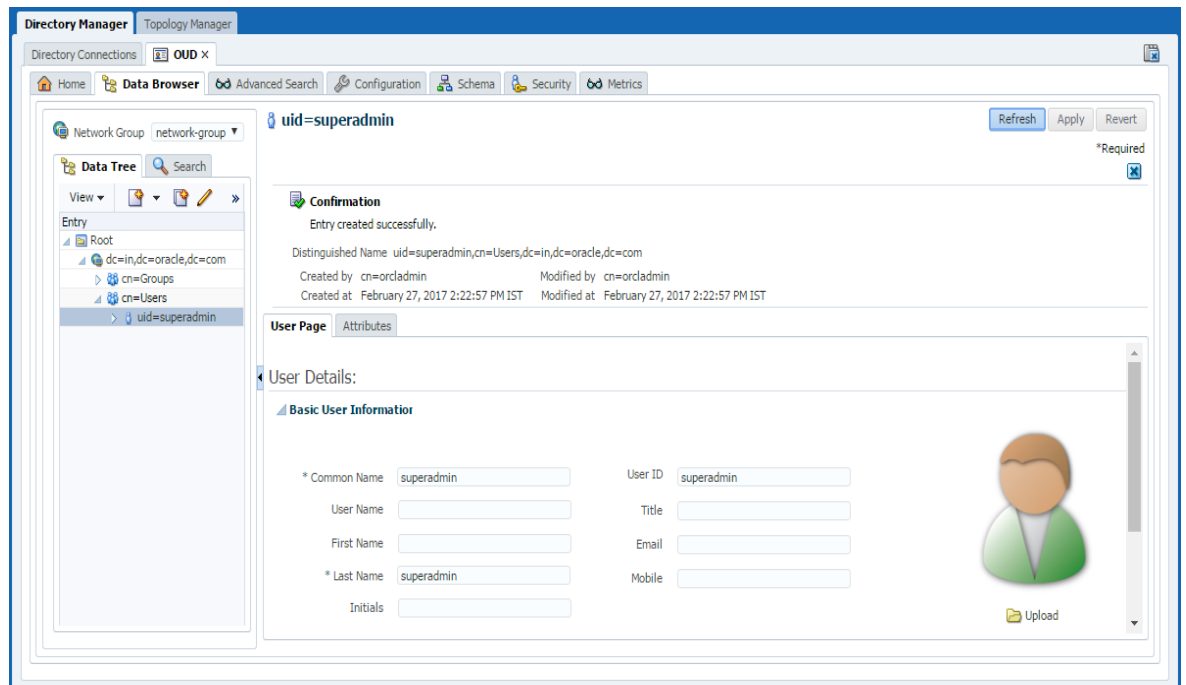 Directory Manager Topology Manager
Directory Connections OUD ×
Home Data Browser Advanced Search Configuration Schema Security Metrics
Network Group network-group
Data Tree Search
View »
Entry
Root
dc=in,dc=oracle,dc=com
cn=Groups
cn=Users
uid=superadmin
uid=superadmin
Refresh Apply Revert
*Required
Confirmation
Entry created successfully.
Distinguished Name uid=superadmin,cn=Users,dc=in,dc=oracle,dc=com
Created by cn=orcladmin Modified by cn=orcladmin
Created at February 27, 2017 2:22:57 PM IST Modified at February 27, 2017 2:22:57 PM IST
User Page Attributes
User Details:
Basic User Information
* Common Name superadmin User ID superadmin
User Name Title
First Name Email
* Last Name superadmin Mobile
Initials
Upload